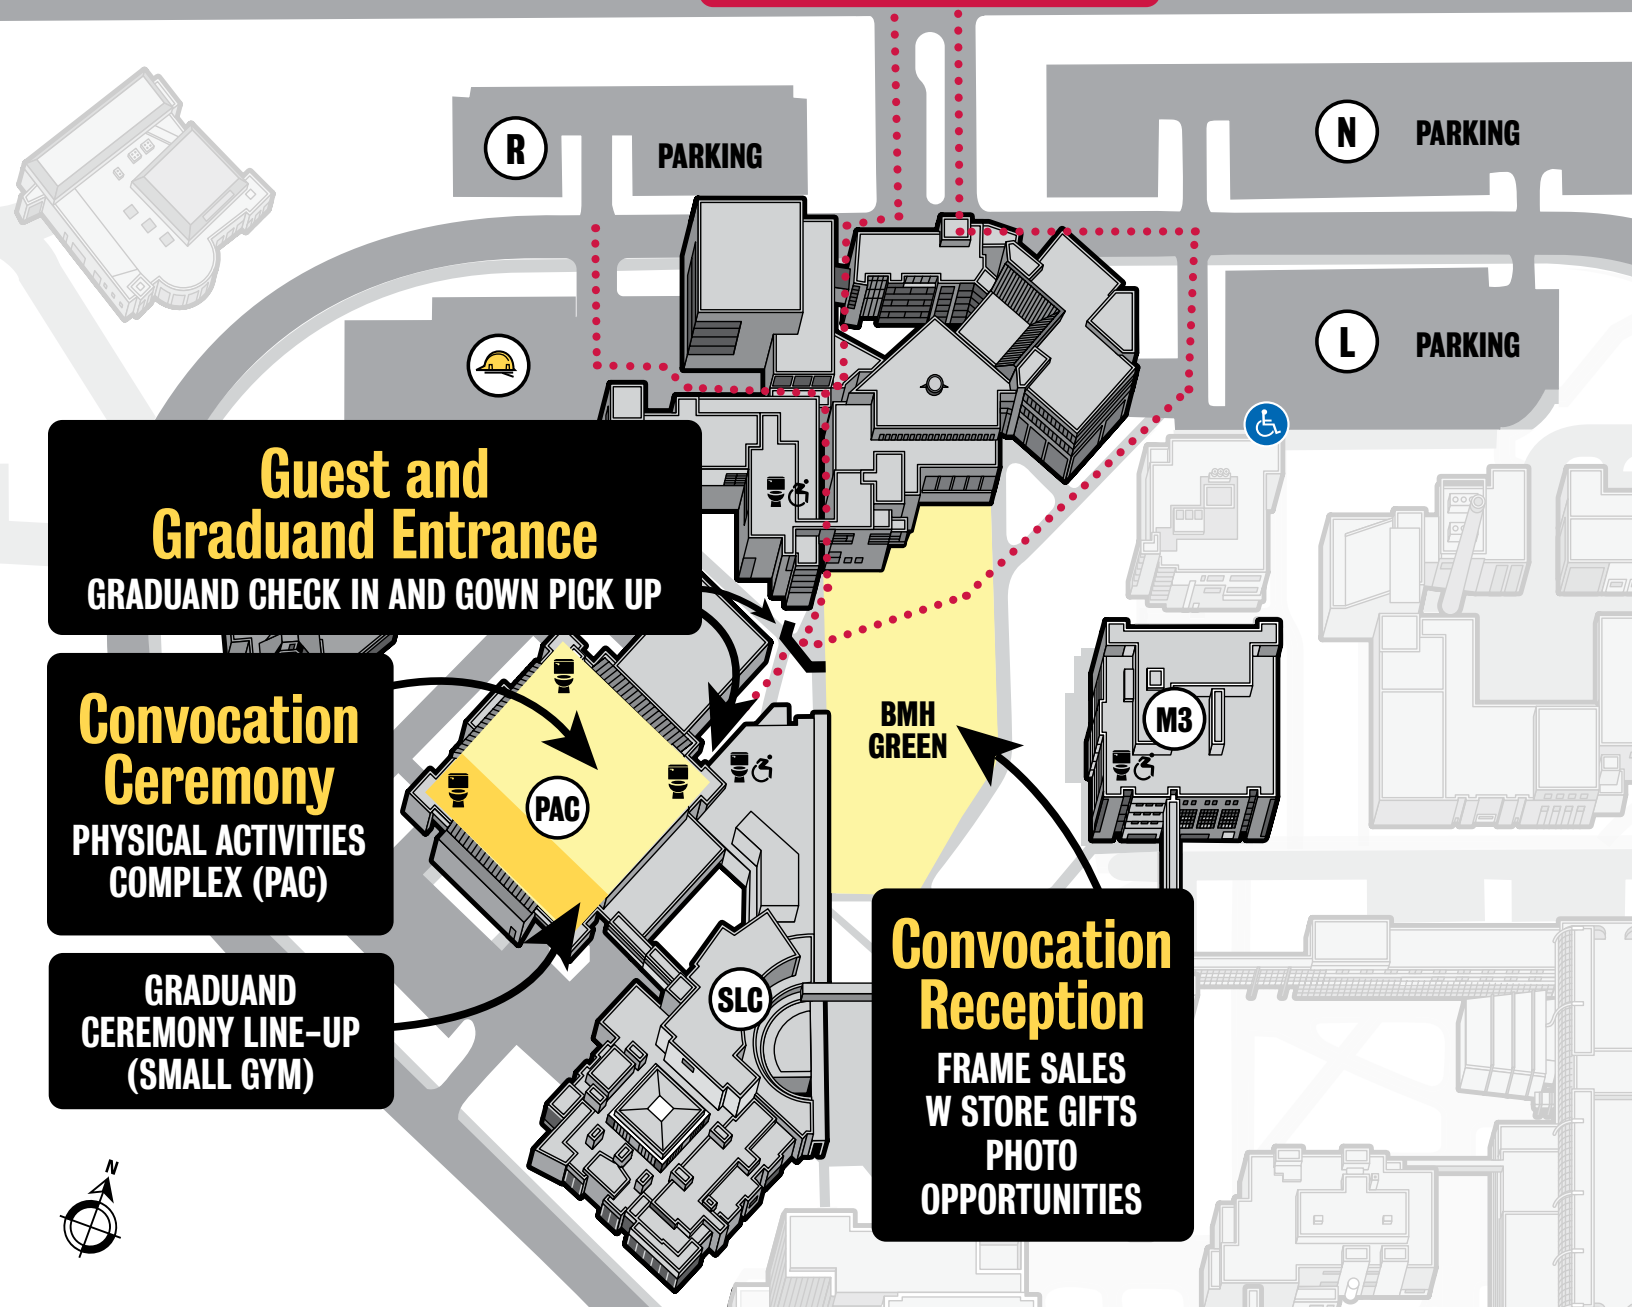 R
PARKING
N
PARKING
L
PARKING
Guest and
Graduand Entrance
GRADUAND CHECK IN AND GOWN PICK UP
Convocation
Ceremony
PHYSICAL ACTIVITIES
COMPLEX (PAC)
GRADUAND
CEREMONY LINE-UP
(SMALL GYM)
PAC
SLC
BMH
GREEN
M3
Convocation
Reception
FRAME SALES
W STORE GIFTS
PHOTO
OPPORTUNITIES
N